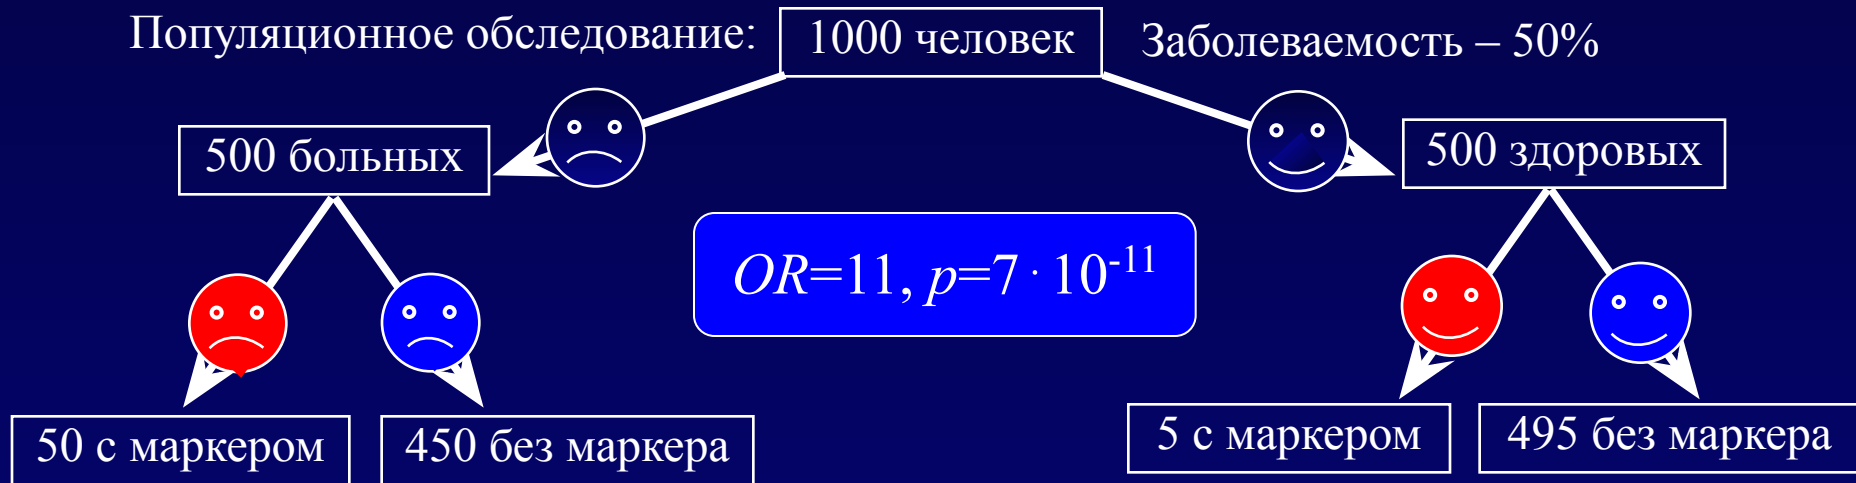 Популяционное обследование: 1000 человек Заболеваемость – 50%
500 больных 500 здоровых
OR=11, p=7·10⁻¹¹
50 с маркером 450 без маркера 5 с маркером 495 без маркера